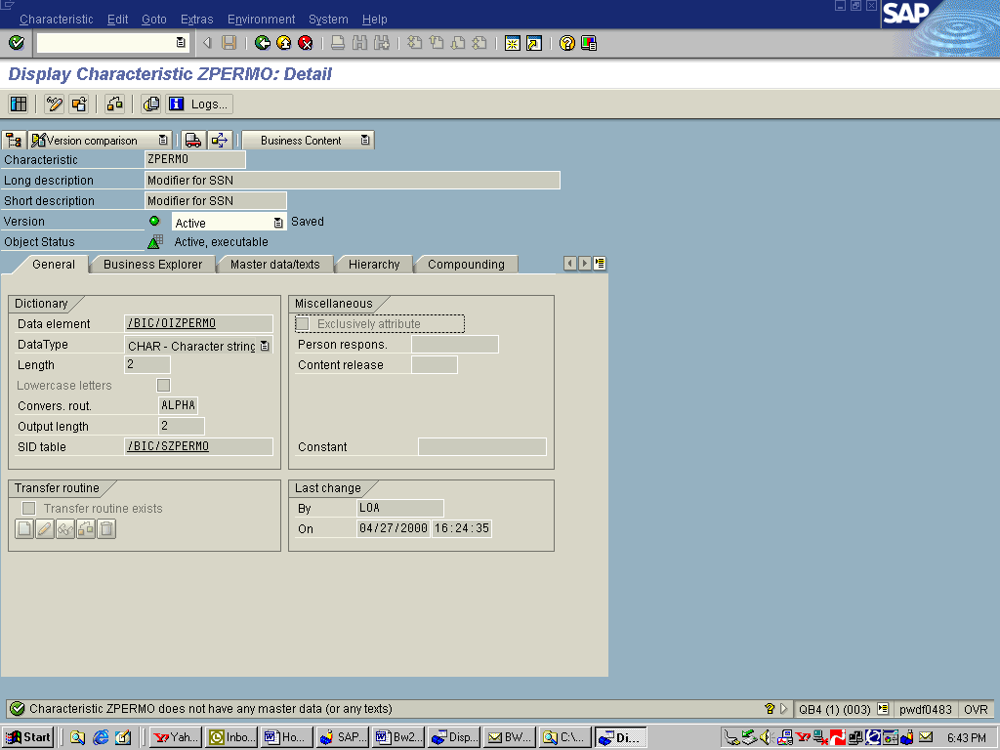 Characteristic Edit Goto Extras Environment System Help
SAP
Display Characteristic ZPERMO: Detail
Logs...
Version comparison Business Content
Characteristic ZPERMO
Long description Modifier for SSN
Short description Modifier for SSN
Version Active Saved
Object Status Active, executable
General Business Explorer Master data/texts Hierarchy Compounding
Dictionary
Data element /BIC/OIZPERMO
DataType CHAR - Character string
Length 2
Lowercase letters
Convers. rout. ALPHA
Output length 2
SID table /BIC/SZPERMO
Miscellaneous
Exclusively attribute
Person respons.
Content release
Constant
Transfer routine
Transfer routine exists
Last change
By LOA
On 04/27/2000 16:24:35
Characteristic ZPERMO does not have any master data (or any texts) QB4 (1) (003) pwdf0483 OVR
Start Yah... Inbo... Ho... SAP... Bw2... Disp... BW... C:\... Di... 6:43 PM